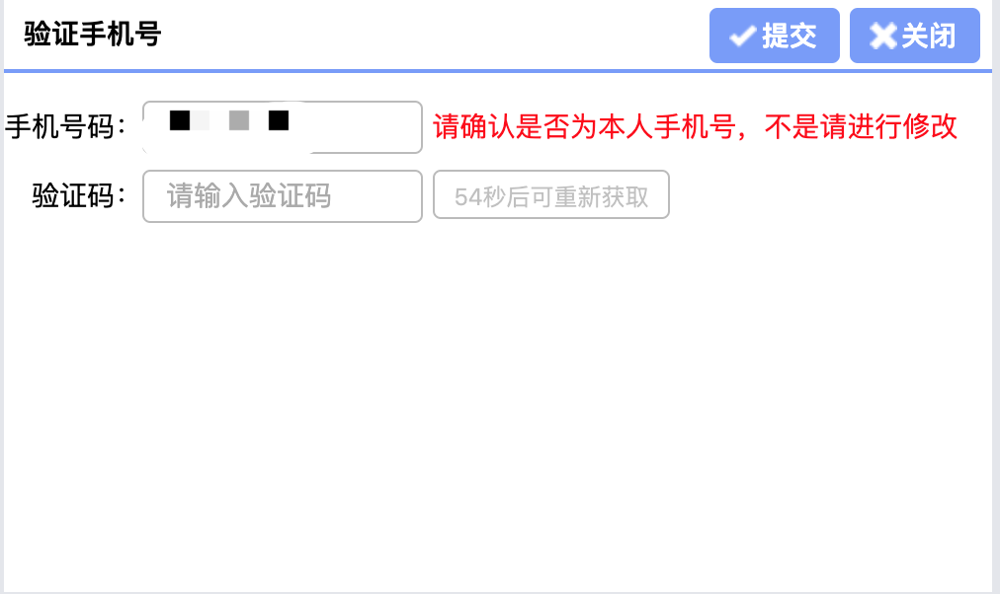 验证手机号
提交
关闭
手机号码： 请确认是否为本人手机号，不是请进行修改
验证码： 请输入验证码 54秒后可重新获取